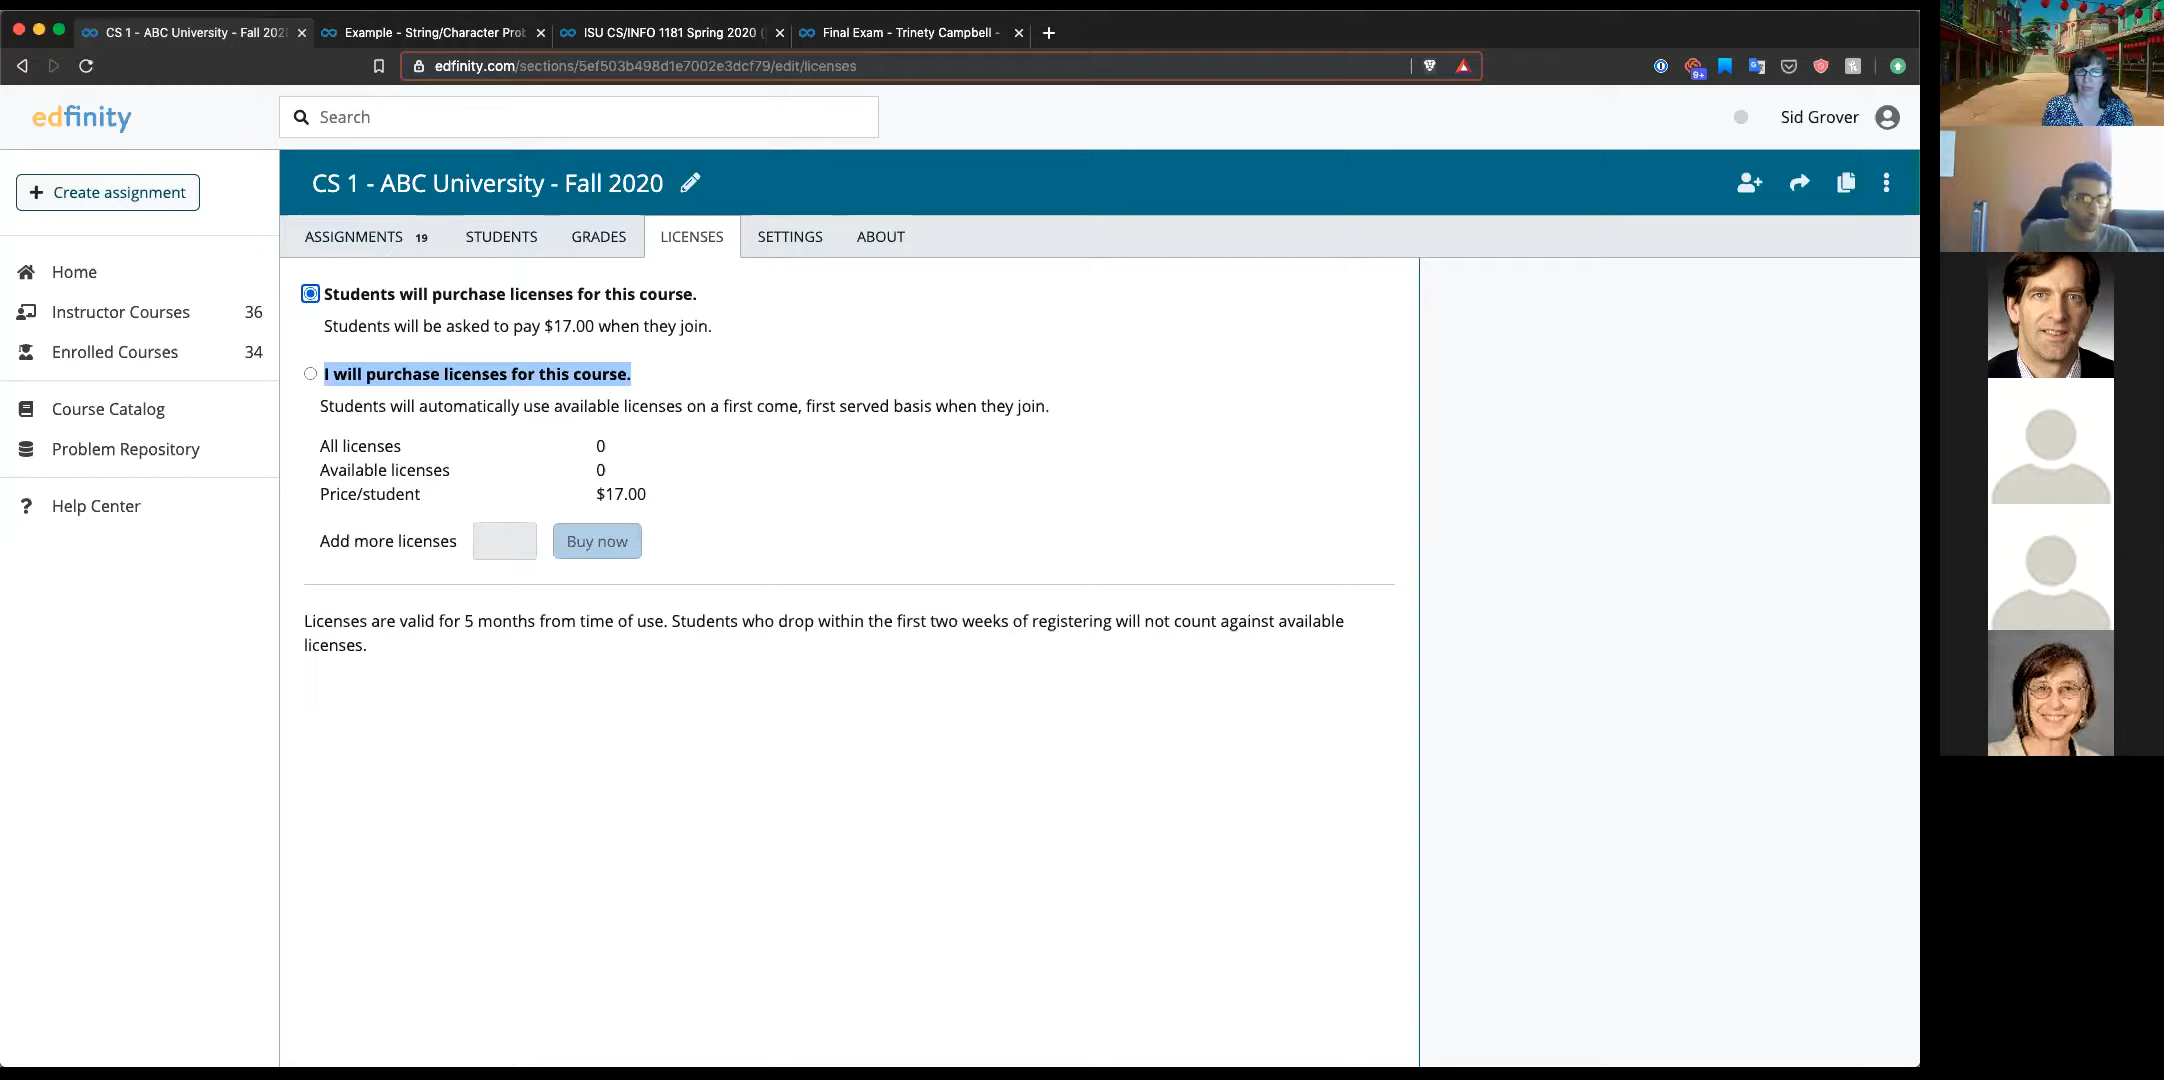 CS 1 - ABC University - Fall 202
Example - String/Character Prob
ISU CS/INFO 1181 Spring 2020 (
Final Exam - Trinety Campbell -
edfinity.com/sections/5ef503b498d1e7002e3dcf79/edit/licenses
9+
edfinity
Search
Sid Grover
Create assignment
CS 1 - ABC University - Fall 2020
ASSIGNMENTS 19 STUDENTS GRADES LICENSES SETTINGS ABOUT
Home
Instructor Courses 36
Enrolled Courses 34
Course Catalog
Problem Repository
? Help Center
Students will purchase licenses for this course.
Students will be asked to pay $17.00 when they join.
I will purchase licenses for this course.
Students will automatically use available licenses on a first come, first served basis when they join.
All licenses 0
Available licenses 0
Price/student $17.00
Add more licenses Buy now
Licenses are valid for 5 months from time of use. Students who drop within the first two weeks of registering will not count against available
licenses.